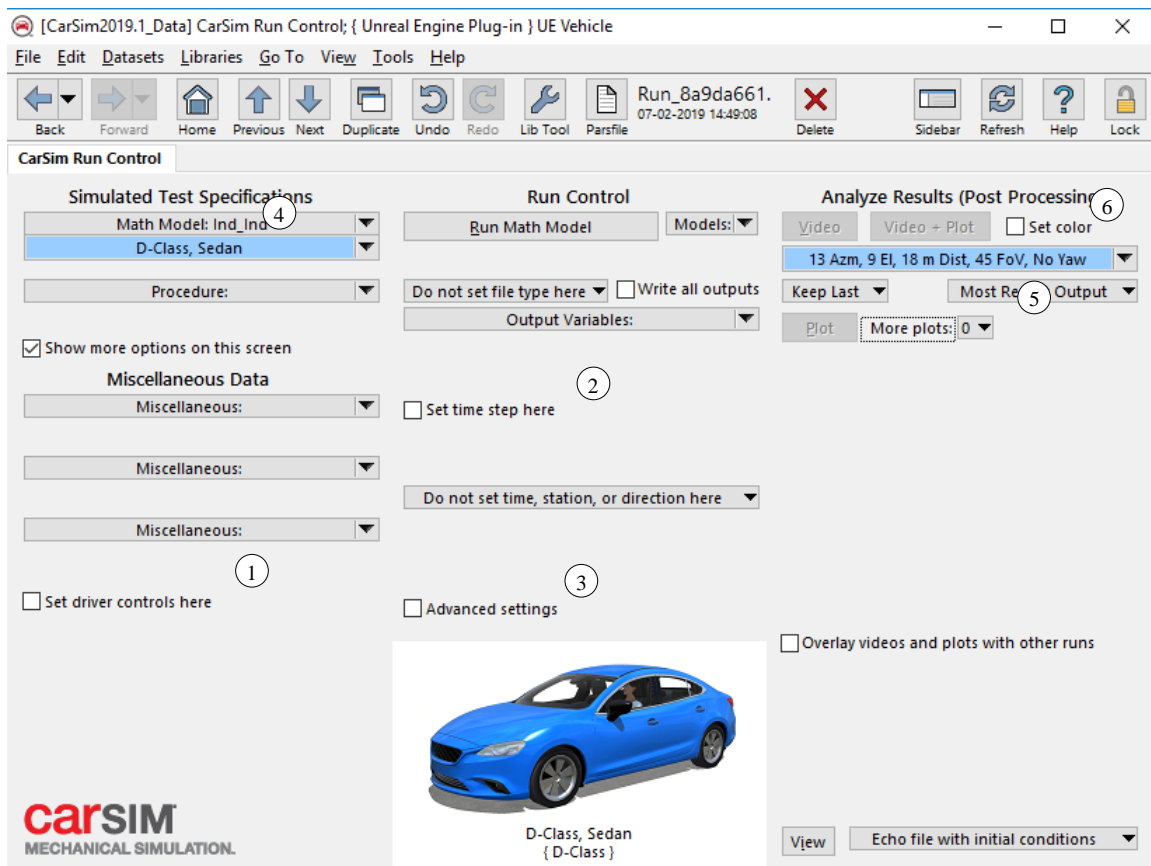 [CarSim2019.1_Data] CarSim Run Control; { Unreal Engine Plug-in } UE Vehicle
File Edit Datasets Libraries Go To View Tools Help
Run_8a9da661.
07-02-2019 14:49:08
Back Forward Home Previous Next Duplicate Undo Redo Lib Tool Parsfile Delete Sidebar Refresh Help Lock
CarSim Run Control
Simulated Test Specifications
4
Math Model: Ind_Ind
D-Class, Sedan
Procedure:
Show more options on this screen
Miscellaneous Data
Miscellaneous:
Miscellaneous:
Miscellaneous:
1
Set driver controls here
carSIM
MECHANICAL SIMULATION.
Run Control
Run Math Model Models:
Do not set file type here Write all outputs
Output Variables:
2
Set time step here
Do not set time, station, or direction here
3
Advanced settings
D-Class, Sedan
{ D-Class }
Analyze Results (Post Processing
6
Video Video + Plot Set color
13 Azm, 9 El, 18 m Dist, 45 FoV, No Yaw
Keep Last Most Output
5
Plot More plots: 0
Overlay videos and plots with other runs
View Echo file with initial conditions